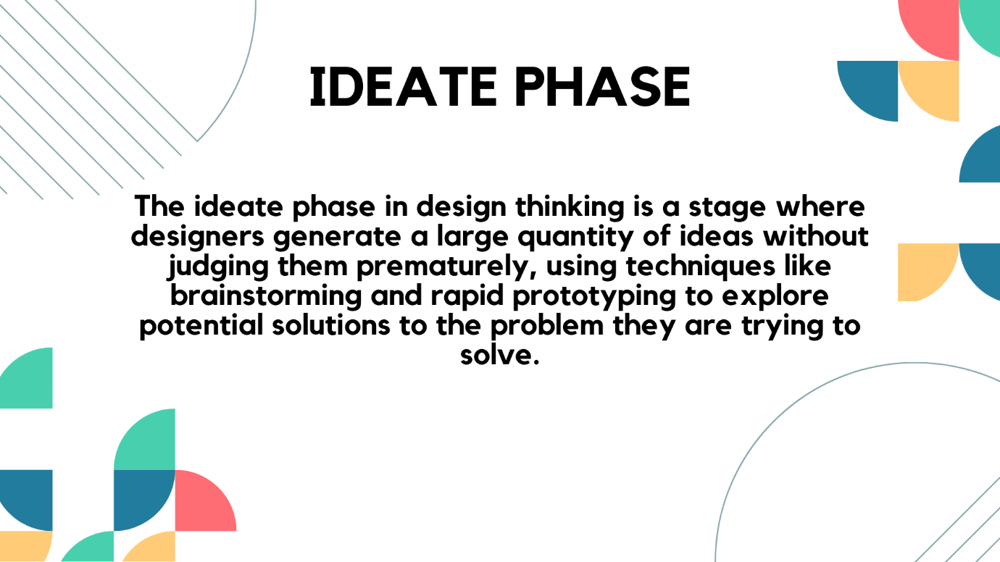 IDEATE PHASE
The ideate phase in design thinking is a stage where
designers generate a large quantity of ideas without
judging them prematurely, using techniques like
brainstorming and rapid prototyping to explore
potential solutions to the problem they are trying to
solve.